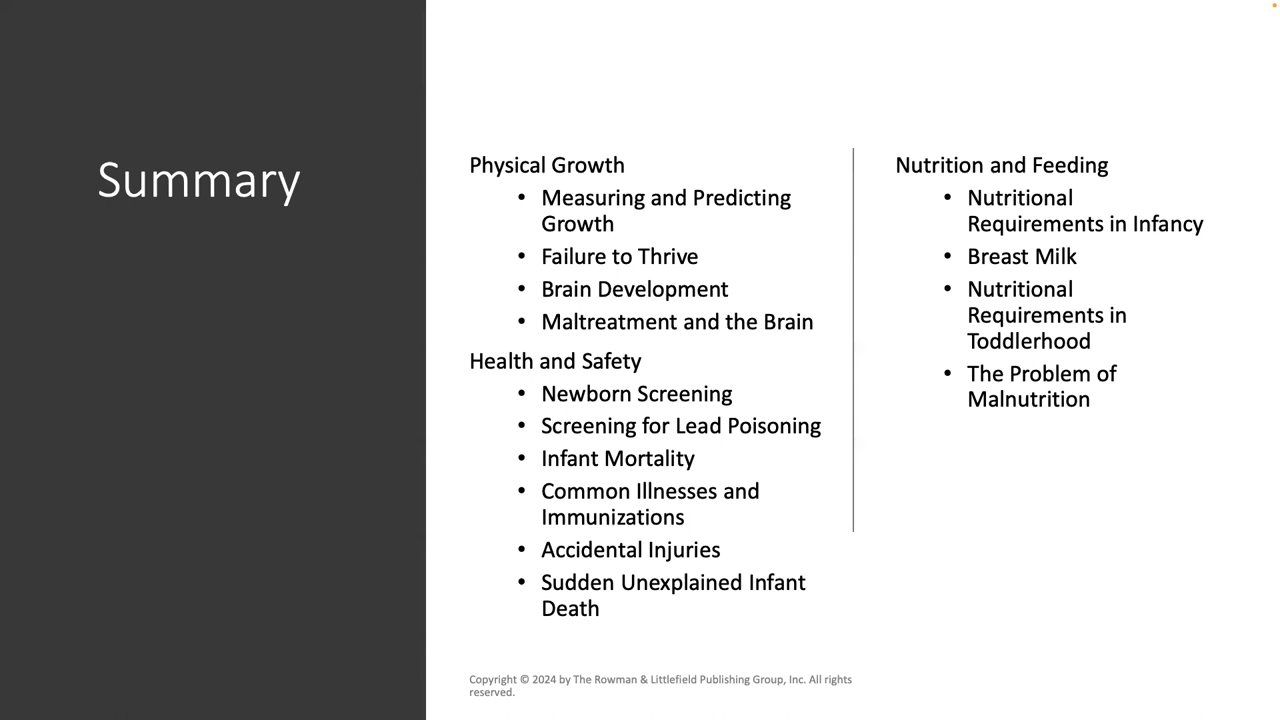 Summary
Physical Growth
• Measuring and Predicting
Growth
• Failure to Thrive
• Brain Development
• Maltreatment and the Brain
Health and Safety
• Newborn Screening
• Screening for Lead Poisoning
• Infant Mortality
• Common Illnesses and
Immunizations
• Accidental Injuries
• Sudden Unexplained Infant
Death
Nutrition and Feeding
• Nutritional
Requirements in Infancy
• Breast Milk
• Nutritional
Requirements in
Toddlerhood
• The Problem of
Malnutrition
Copyright © 2024 by The Rowman & Littlefield Publishing Group, Inc. All rights
reserved.